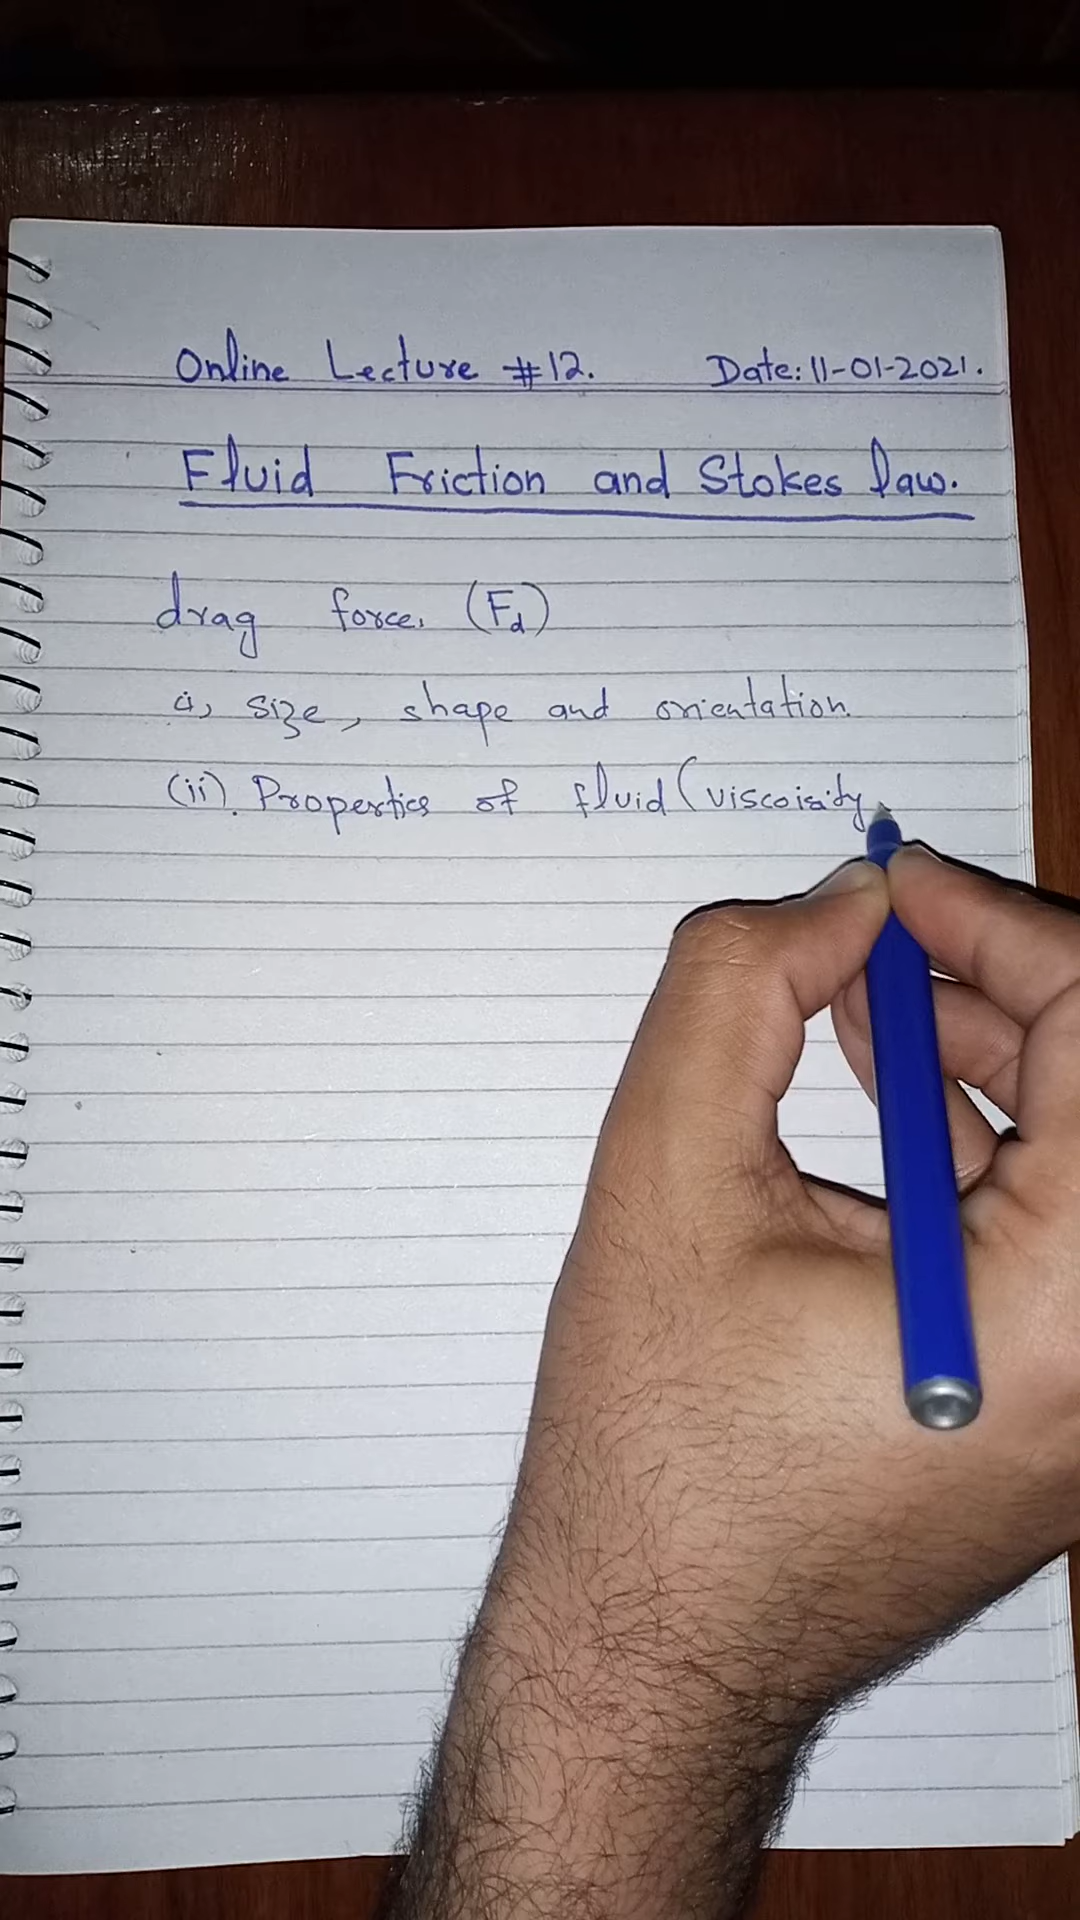 Online Lecture #12. Date: 11-01-2021.
Fluid Friction and Stokes law.
drag force. (Fd)
(i), size, shape and orientation.
(ii). Properties of fluid (viscoisity,